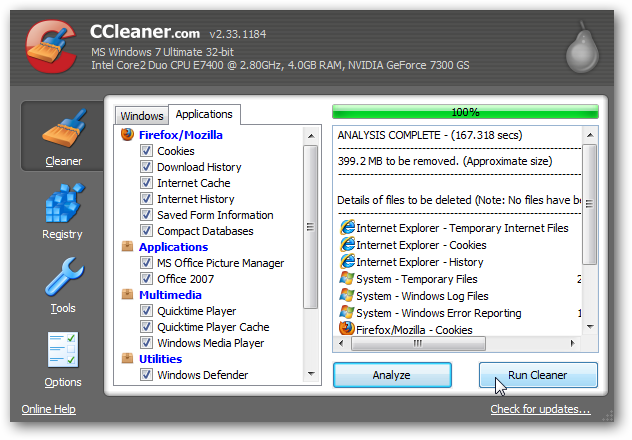 CCleaner.com v2.33.1184
MS Windows 7 Ultimate 32-bit
Intel Core2 Duo CPU E7400 @ 2.80GHz, 4.0GB RAM, NVIDIA GeForce 7300 GS
Cleaner
Registry
Tools
Options
Windows
Applications
Firefox/Mozilla
Cookies
Download History
Internet Cache
Internet History
Saved Form Information
Compact Databases
Applications
MS Office Picture Manager
Office 2007
Multimedia
Quicktime Player
Quicktime Player Cache
Windows Media Player
Utilities
Windows Defender
100%
ANALYSIS COMPLETE - (167.318 secs)
399.2 MB to be removed. (Approximate size)
Details of files to be deleted (Note: No files have be
Internet Explorer - Temporary Internet Files
Internet Explorer - Cookies
Internet Explorer - History
System - Temporary Files 2
System - Windows Log Files
System - Windows Error Reporting 1
Firefox/Mozilla - Cookies
Analyze
Run Cleaner
Online Help
Check for updates...